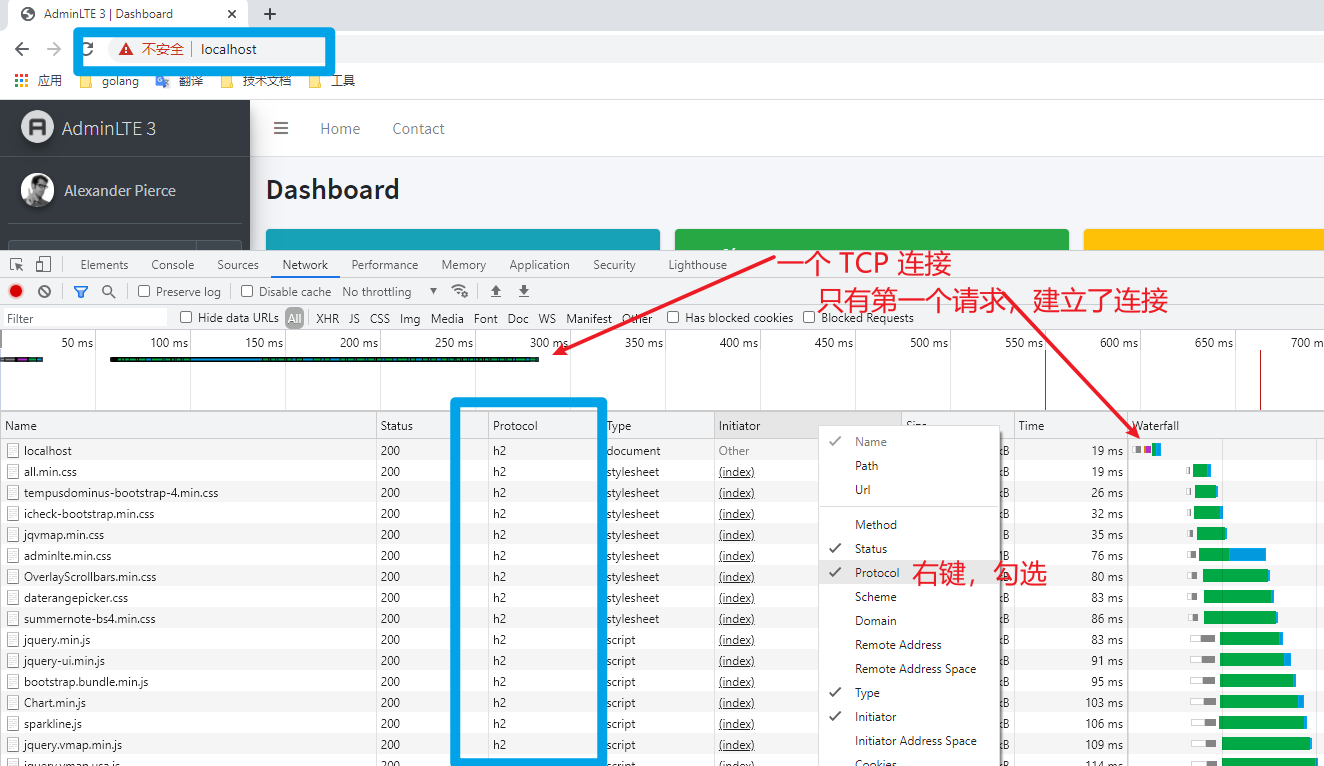 AdminLTE 3 | Dashboard
不安全 localhost
应用 golang 翻译 技术文档 工具
AdminLTE 3 Home Contact
Alexander Pierce
Dashboard
Elements Console Sources Network Performance Memory Application Security Lighthouse
一个 TCP 连接
Preserve log Disable cache No throttling
只有第一个请求，建立了连接
Filter Hide data URLs All XHR JS CSS Img Media Font Doc WS Manifest Other Has blocked cookies Blocked Requests
50 ms 100 ms 150 ms 200 ms 250 ms 300 ms 350 ms 400 ms 450 ms 500 ms 550 ms 600 ms 650 ms 700 m
Name Status Protocol Type Initiator Size Time Waterfall
localhost 200 h2 document Other kB 19 ms
all.min.css 200 h2 stylesheet (index) kB 19 ms
tempusdominus-bootstrap-4.min.css 200 h2 stylesheet (index) kB 26 ms
icheck-bootstrap.min.css 200 h2 stylesheet (index) kB 32 ms
jqvmap.min.css 200 h2 stylesheet (index) kB 35 ms
adminlte.min.css 200 h2 stylesheet (index) MB 76 ms
OverlayScrollbars.min.css 200 h2 stylesheet (index) kB 80 ms
daterangepicker.css 200 h2 stylesheet (index) kB 83 ms
summernote-bs4.min.css 200 h2 stylesheet (index) kB 86 ms
jquery.min.js 200 h2 script (index) kB 83 ms
jquery-ui.min.js 200 h2 script (index) kB 91 ms
bootstrap.bundle.min.js 200 h2 script (index) kB 95 ms
Chart.min.js 200 h2 script (index) kB 103 ms
sparkline.js 200 h2 script (index) kB 106 ms
jquery.vmap.min.js 200 h2 script (index) kB 109 ms
jquery.vmap.usa.js 200 h2 script (index) kB 114 ms
Name
Path
Url
Method
Status
Protocol 右键，勾选
Scheme
Domain
Remote Address
Remote Address Space
Type
Initiator
Initiator Address Space
Cookies